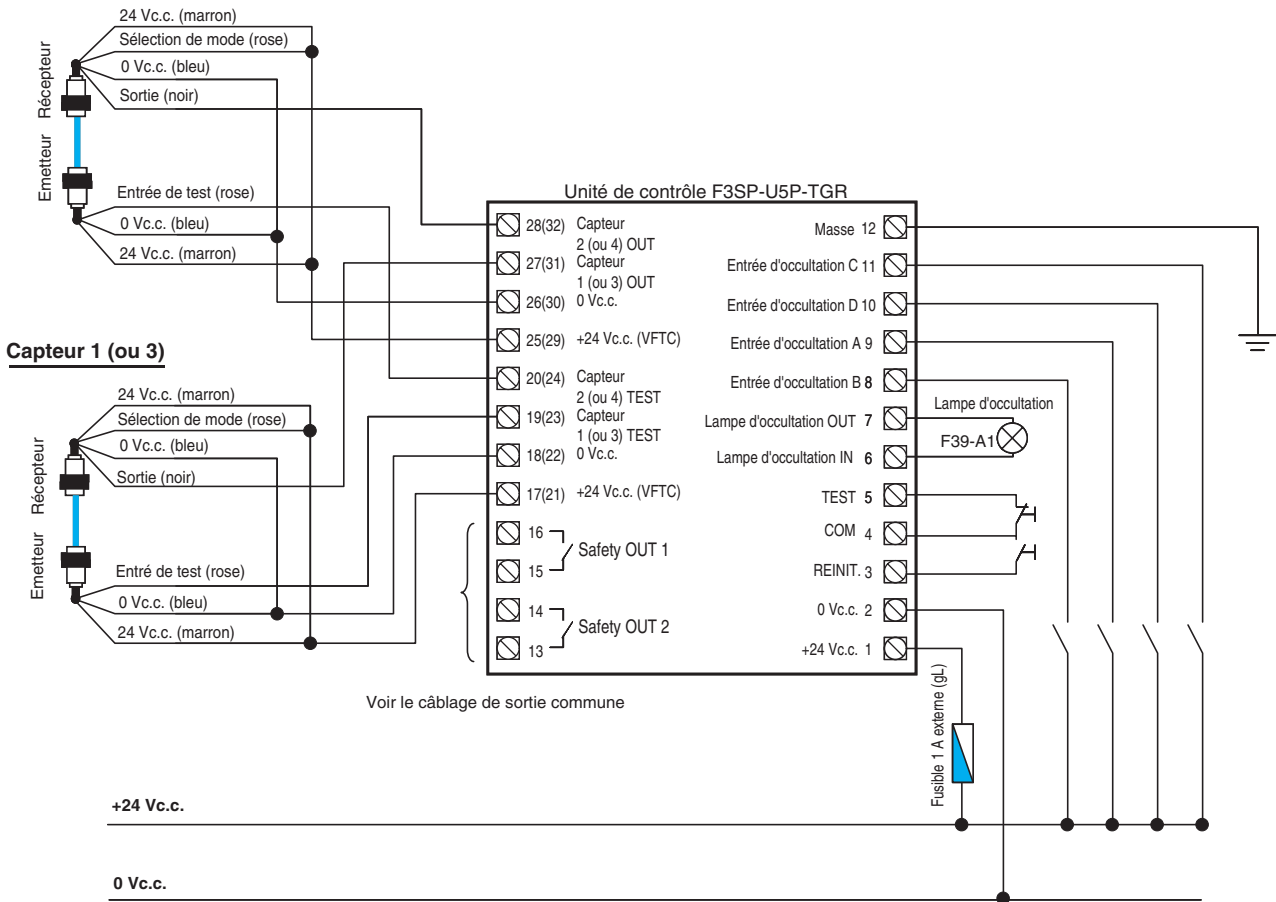 24 Vc.c. (marron)
Sélection de mode (rose)
0 Vc.c. (bleu)
Sortie (noir)
Récepteur
Emetteur
Entrée de test (rose)
0 Vc.c. (bleu)
24 Vc.c. (marron)
Capteur 1 (ou 3)
24 Vc.c. (marron)
Sélection de mode (rose)
0 Vc.c. (bleu)
Sortie (noir)
Récepteur
Emetteur
Entré de test (rose)
0 Vc.c. (bleu)
24 Vc.c. (marron)
Unité de contrôle F3SP-U5P-TGR
28(32) Capteur
2 (ou 4) OUT
27(31) Capteur
1 (ou 3) OUT
26(30) 0 Vc.c.
25(29) +24 Vc.c. (VFTC)
20(24) Capteur
2 (ou 4) TEST
19(23) Capteur
1 (ou 3) TEST
18(22) 0 Vc.c.
17(21) +24 Vc.c. (VFTC)
16
Safety OUT 1
15
14
Safety OUT 2
13
Masse 12
Entrée d'occultation C 11
Entrée d'occultation D 10
Entrée d'occultation A 9
Entrée d'occultation B 8
Lampe d'occultation OUT 7
Lampe d'occultation IN 6
TEST 5
COM 4
REINIT. 3
0 Vc.c. 2
+24 Vc.c. 1
Lampe d'occultation
F39-A1
Fusible 1 A externe (gL)
Voir le câblage de sortie commune
+24 Vc.c.
0 Vc.c.